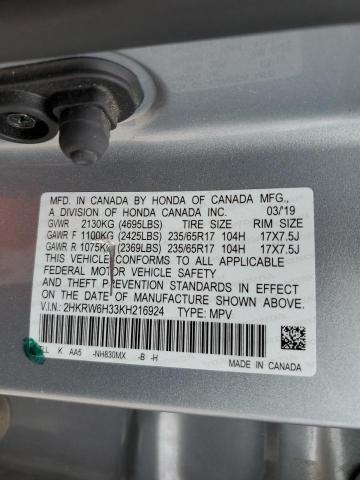 MFD. IN CANADA BY HONDA OF CANADA MFG.,
A DIVISION OF HONDA CANADA INC. 03/19
GVWR 2130KG (4695LBS) TIRE SIZE RIM SIZE
GAWR F 1100KG (2425LBS) 235/65R17 104H 17X7.5J
GAWR R 1075KG (2369LBS) 235/65R17 104H 17X7.5J
THIS VEHICLE CONFORMS TO ALL APPLICABLE
FEDERAL MOTOR VEHICLE SAFETY
AND THEFT PREVENTION STANDARDS IN EFFECT
ON THE DATE OF MANUFACTURE SHOWN ABOVE.
V.I.N.: 2HKRW6H33KH216924 TYPE: MPV
K AA5 -NH830MX -B -H MADE IN CANADA